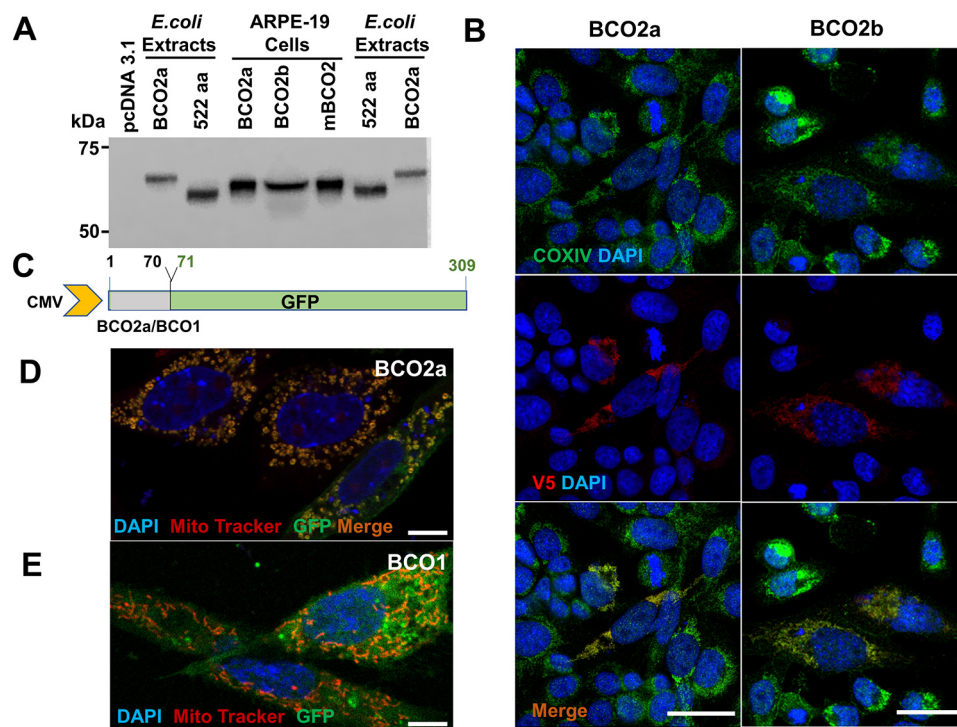 A
E.coli
Extracts
ARPE-19
Cells
E.coli
Extracts
pcDNA 3.1
BCO2a
522 aa
BCO2a
BCO2b
mBCO2
522 aa
BCO2a
kDa
75
50
B
BCO2a
BCO2b
COXIV DAPI
V5 DAPI
Merge
C
1
70
71
309
CMV
GFP
BCO2a/BCO1
D
BCO2a
DAPI Mito Tracker GFP Merge
E
BCO1
DAPI Mito Tracker GFP